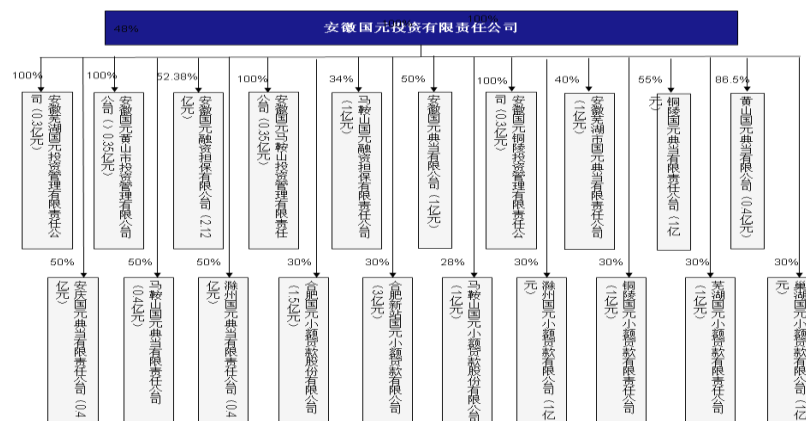 安徽国元投资有限责任公司
48%
100%
100%
100%
52.38%
100%
34%
50%
100%
40%
55%
86.5%
安徽芜湖国元投资管理有限责任公
司（0.3亿元）
安徽国元黄山市投资管理有限公司
公司（）0.35亿元）
安徽国元融资担保有限公司（2.12
亿元）
安徽国元马鞍山投资管理有限责任
公司（0.35亿元）
马鞍山国元融资担保有限公司
（1亿元）
安徽国元典当有限公司（1亿元）
安徽国元铜陵投资管理有限责任公司
（0.3亿元）
安徽芜湖市国元典当有限公司
（1亿元）
铜陵国元典当有限责任公司（1亿
元）
黄山国元典当有限公司（0.4亿元）
50%
50%
50%
30%
30%
28%
30%
30%
30%
30%
安庆国元典当有限责任公司（0.4
亿元）
马鞍山国元典当有限责任公司
（0.4亿元）
滁州国元典当有限责任公司（0.4
亿元）
合肥国元小额贷款股份有限公司
（1.5亿元）
合肥新站国元小额贷款有限公司
（3亿元）
马鞍山国元小额贷款股份有限公司
（1亿元）
滁州国元小额贷款有限公司（1亿
元）
铜陵国元小额贷款有限责任公司
（1亿元）
芜湖国元小额贷款有限责任公司
（1亿元）
巢湖国元小额贷款有限公司（1亿
元）